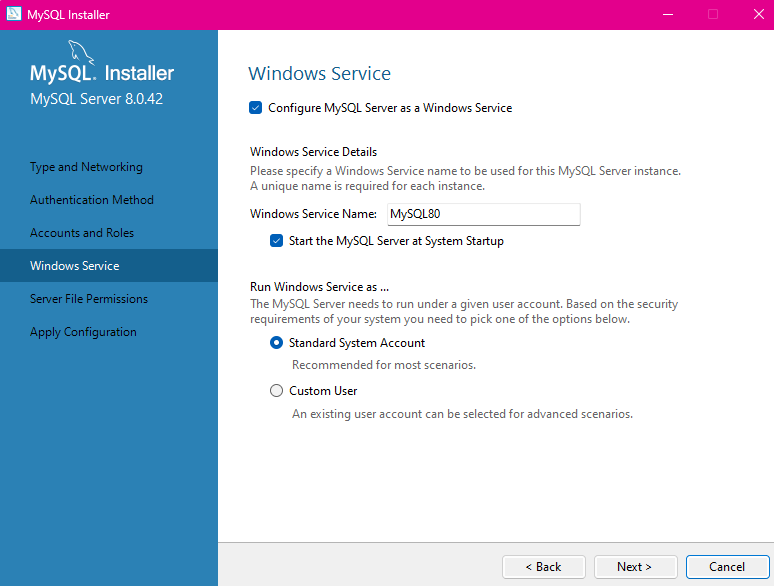 MySQL Installer
MySQL. Installer
MySQL Server 8.0.42
Type and Networking
Authentication Method
Accounts and Roles
Windows Service
Server File Permissions
Apply Configuration
Windows Service
Configure MySQL Server as a Windows Service
Windows Service Details
Please specify a Windows Service name to be used for this MySQL Server instance.
A unique name is required for each instance.
Windows Service Name: MySQL80
Start the MySQL Server at System Startup
Run Windows Service as ...
The MySQL Server needs to run under a given user account. Based on the security
requirements of your system you need to pick one of the options below.
Standard System Account
Recommended for most scenarios.
Custom User
An existing user account can be selected for advanced scenarios.
< Back Next > Cancel